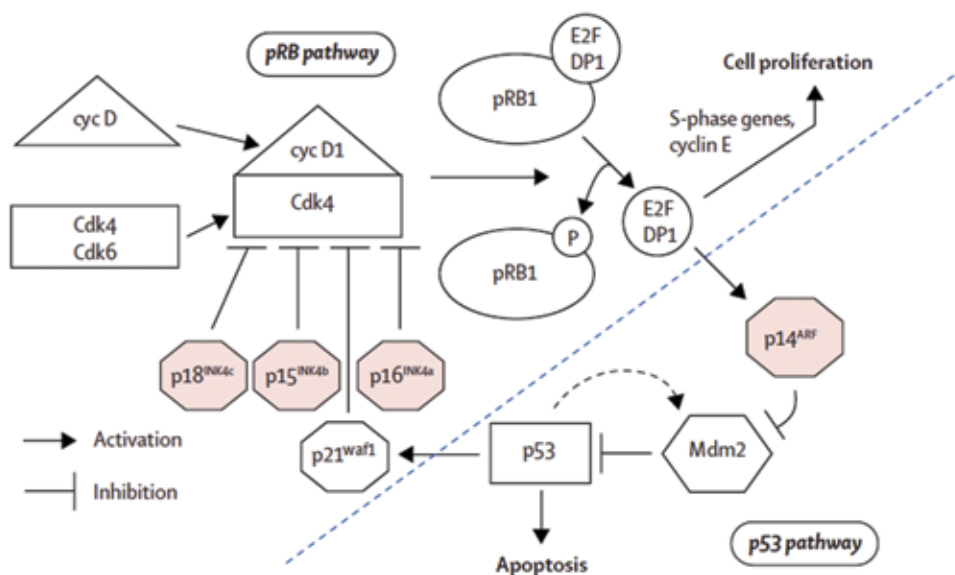 pRB pathway
E2F
DP1
Cell proliferation
pRB1
cyc D
S-phase genes,
cyclin E
cyc D1
Cdk4
Cdk4
Cdk6
E2F
DP1
P
pRB1
p14ARF
p18INK4c
p15INK4b
p16INK4a
Activation
p21waf1
p53
Mdm2
Inhibition
p53 pathway
Apoptosis